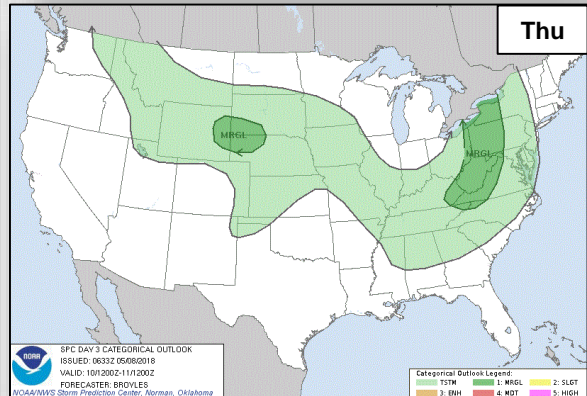 Thu
MRGL
MRGL
NOAA
SPC DAY 3 CATEGORICAL OUTLOOK
ISSUED: 0633Z 05/08/2018
VALID: 10/1200Z-11/1200Z
FORECASTER: BROYLES
NOAA/NWS Storm Prediction Center, Norman, Oklahoma
Categorical Outlook Legend:
TSTM 1: MRGL 2: SLGT
3: ENH 4: MDT 5: HIGH